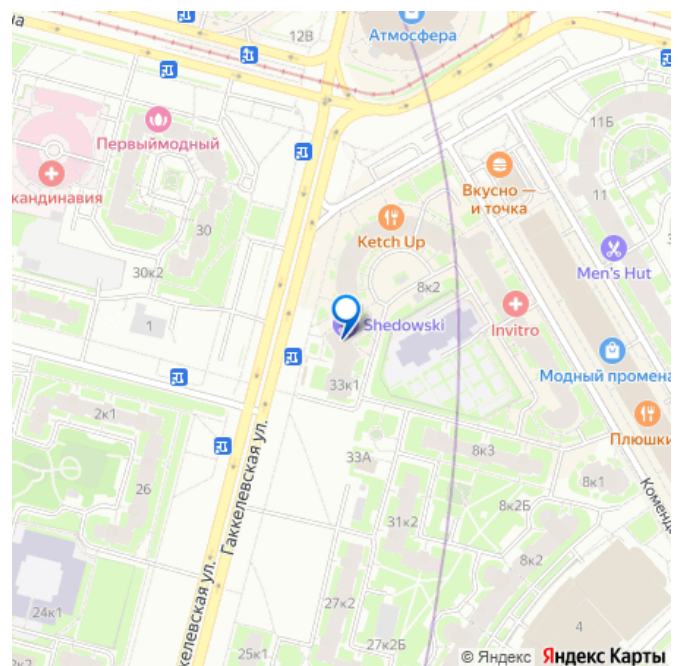 на
12В
Атмосфера
11Б
Первыймодный
кандинавия
Вкусно —
и точка
11
30
Ketch Up
Men's Hut
30к2
8к2
1
Shedowski
Invitro
Модный промена
33к1
2к1
Плюшки
Гаккелевская ул.
33А
8к3
26
8к1
Коменда
8к2Б
31к2
8к2
келевская ул.
24к1
27к2
4
25к1
27к2Б
© Яндекс Яндекс Карты